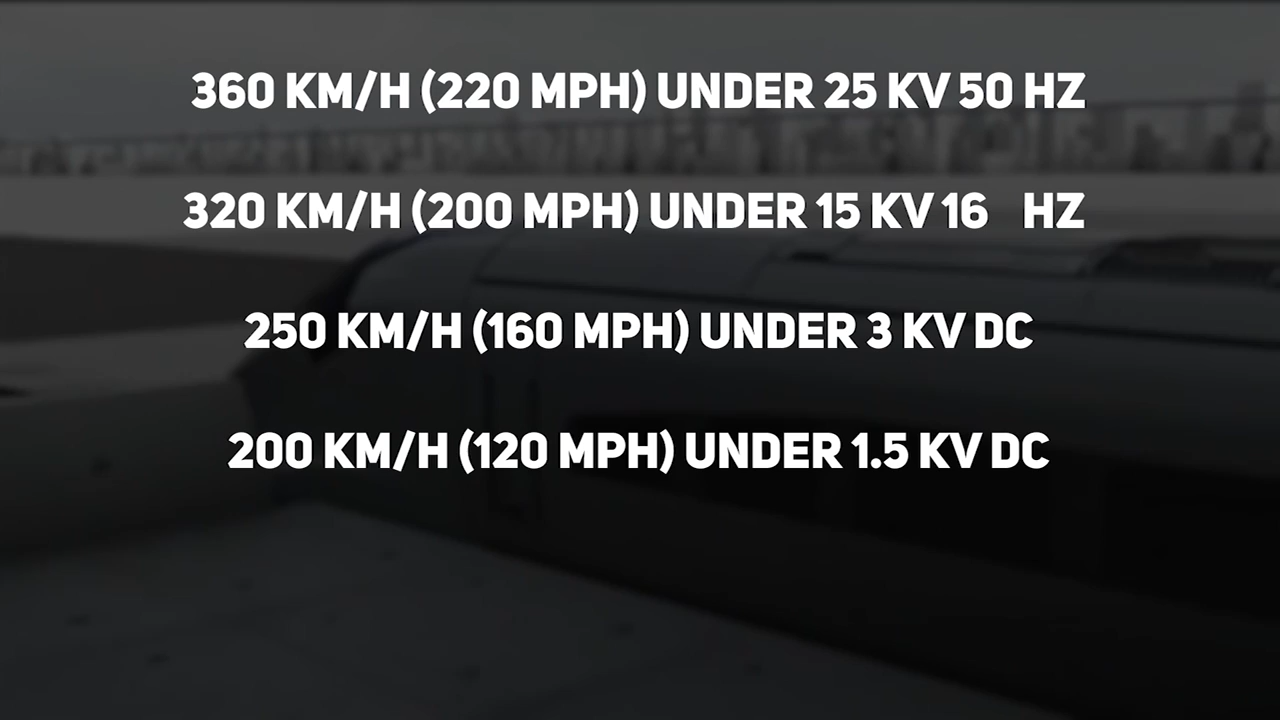 360 KM/H (220 MPH) UNDER 25 KV 50 HZ
320 KM/H (200 MPH) UNDER 15 KV 16 HZ
250 KM/H (160 MPH) UNDER 3 KV DC
200 KM/H (120 MPH) UNDER 1.5 KV DC